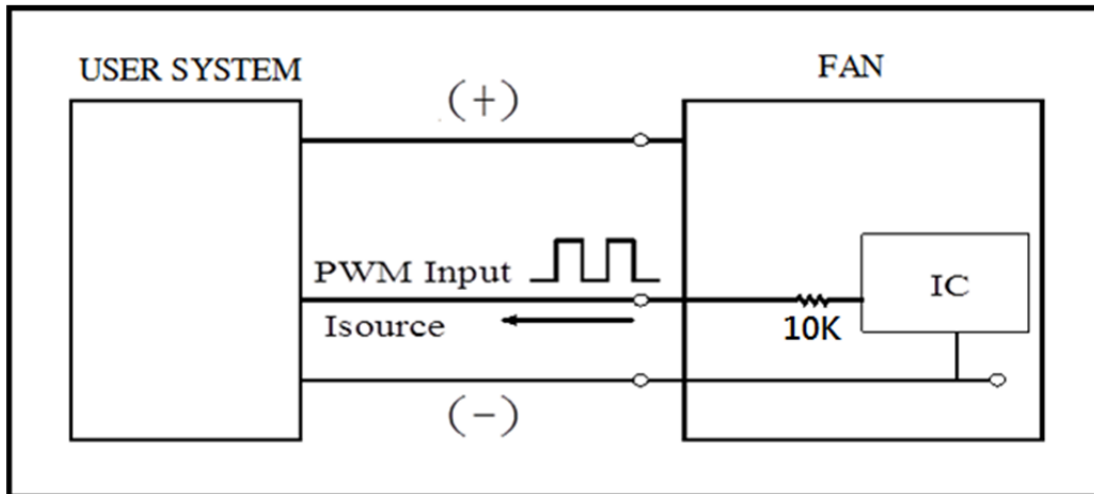 USER SYSTEM
FAN
(+)
PWM Input
IC
Isource
10K
(-)